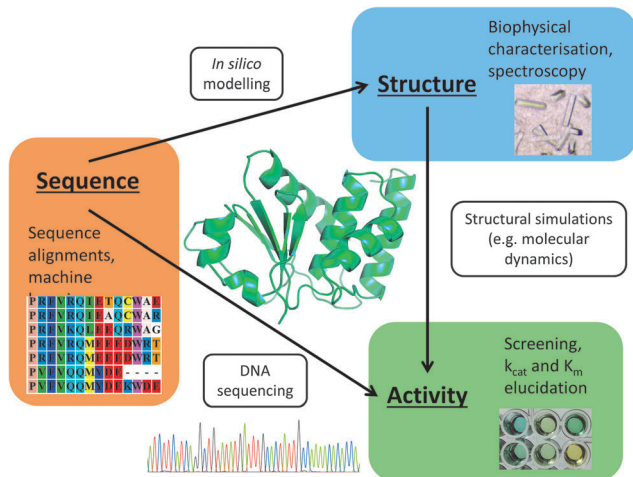 In silico
modelling
Biophysical
characterisation,
spectroscopy
Structure
Sequence
Sequence
alignments,
machine
P R E V R Q I E T Q C W A E
P R E V R Q I E A Q C W A R
P R E V K Q L E E Q R W A G
P R E V R Q M E E E D W R T
P R E V R Q M E E E D W R T
P V E V Q Q M Y D E - - - -
P V E V Q Q M Y D E K W D E
Structural simulations
(e.g. molecular
dynamics)
DNA
sequencing
Activity
Screening,
kcat and Km
elucidation